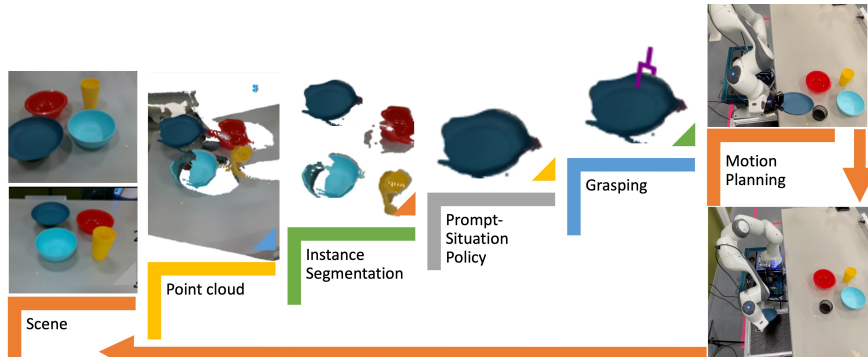 Scene
Point cloud
Instance
Segmentation
Prompt-
Situation
Policy
Grasping
Motion
Planning